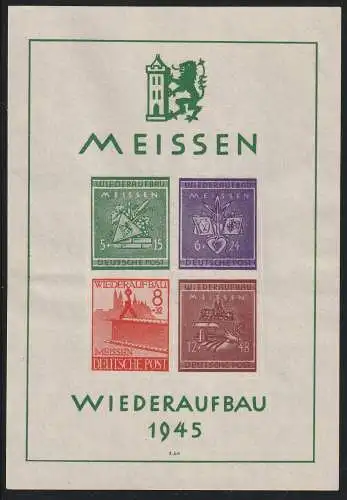 MEISSEN
WIEDERAUFBAU
MEISSEN
5+ 15
DEUTSCHE POST
WIEDERAUFBAU
MEISSEN
6+ 24
DEUTSCHE POST
WIEDERAUFBAU
8
+32
MEISSEN
DEUTSCHE POST
WIEDERAUFBAU
MEISSEN
12+ 48
DEUTSCHE POST
WIEDERAUFBAU
1945